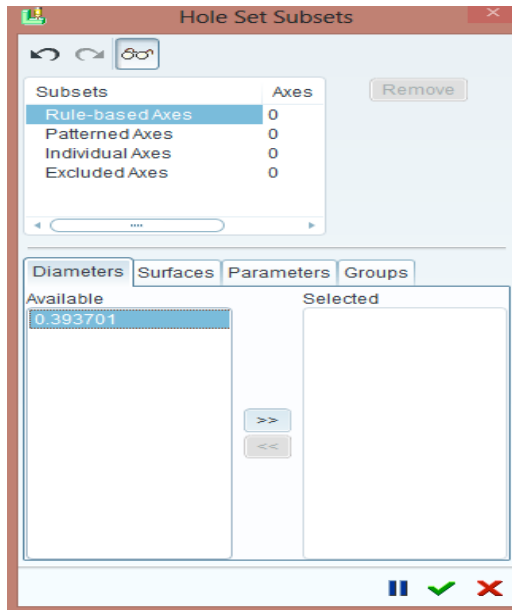 Hole Set Subsets
Subsets Axes Remove
Rule-based Axes 0
Patterned Axes 0
Individual Axes 0
Excluded Axes 0
Diameters Surfaces Parameters Groups
Available Selected
0.393701
>>
<<